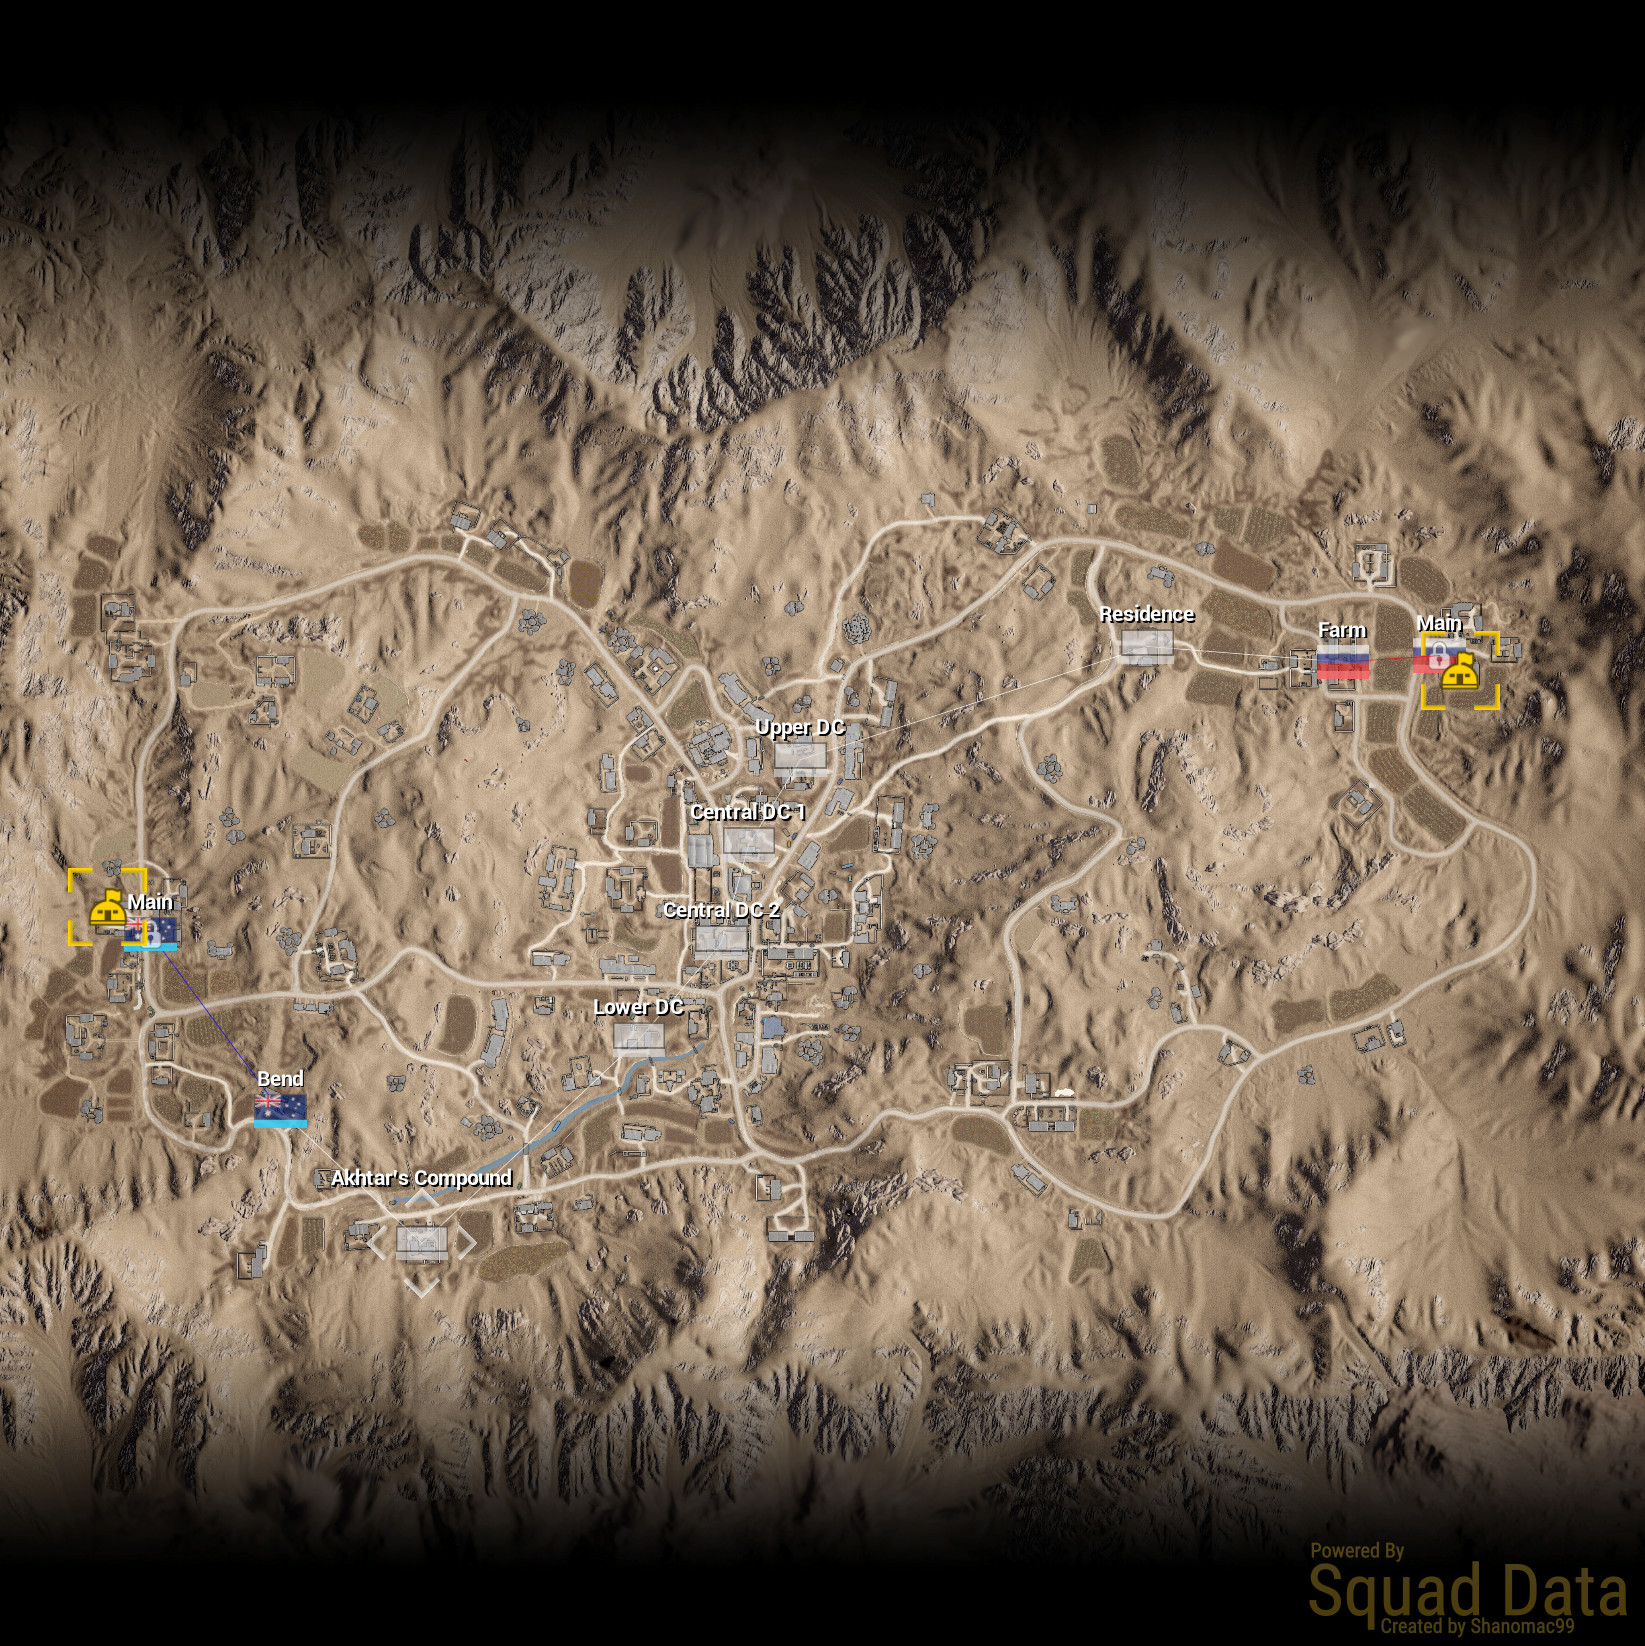 Residence
Main
Farm
Upper DC
Central DC 1
Main
Central DC 2
Lower DC
Bend
Akhtar's Compound
Powered By
Squad Data
Created by Shanomac99